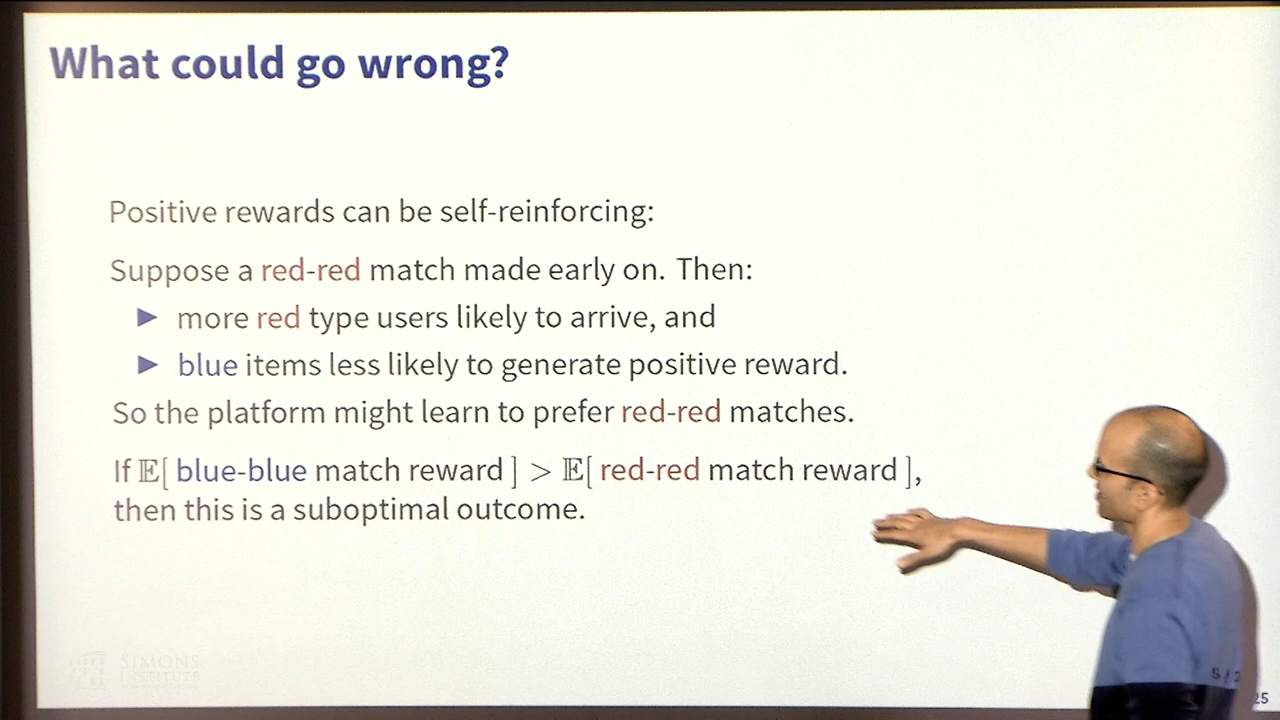 What could go wrong?
Positive rewards can be self-reinforcing:
Suppose a red-red match made early on. Then:
▶ more red type users likely to arrive, and
▶ blue items less likely to generate positive reward.
So the platform might learn to prefer red-red matches.
If 𝔼[ blue-blue match reward ] > 𝔼[ red-red match reward ],
then this is a suboptimal outcome.
SIMONS
INSTITUTE
25